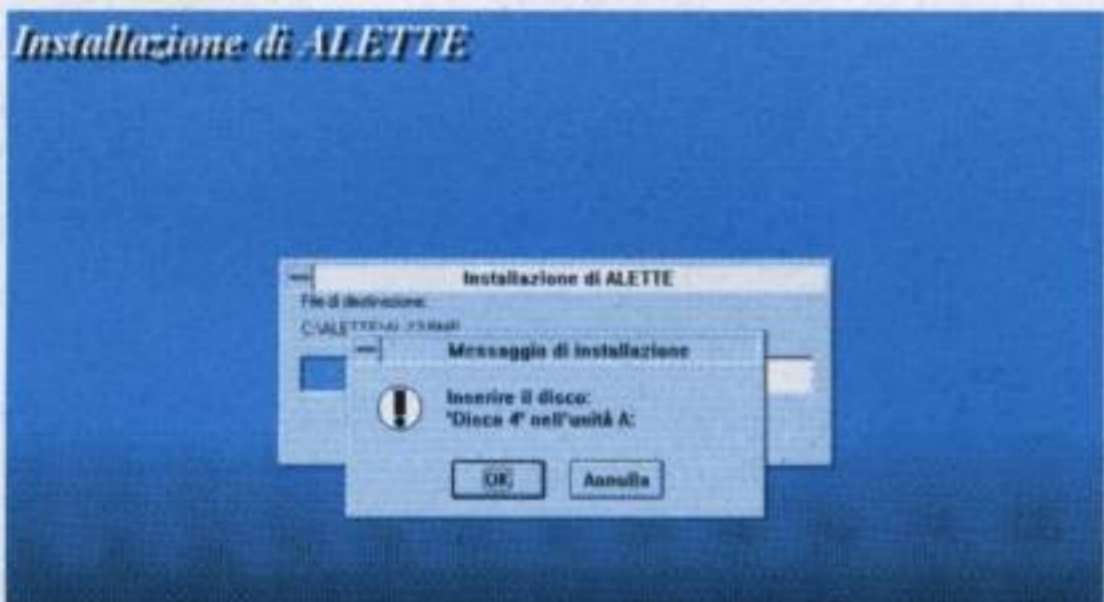 Installazione di ALETTE
Installazione di ALETTE
File di destinazione:
Messaggio di installazione
Inserire il disco:
"Disco 4" nell'unità A:
OK
Annulla